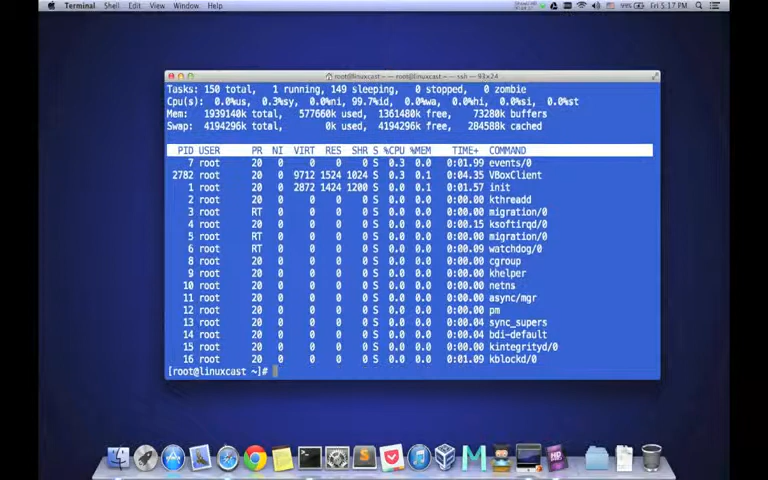 Terminal Shell Edit View Window Help
99% Fri 5:17 PM
root@linuxcast:~ — root@linuxcast:~ — ssh — 93×24
Tasks: 150 total, 1 running, 149 sleeping, 0 stopped, 0 zombie
Cpu(s): 0.0%us, 0.3%sy, 0.0%ni, 99.7%id, 0.0%wa, 0.0%hi, 0.0%si, 0.0%st
Mem: 1939140k total, 577660k used, 1361480k free, 73280k buffers
Swap: 4194296k total, 0k used, 4194296k free, 284588k cached
PID USER PR NI VIRT RES SHR S %CPU %MEM TIME+ COMMAND
7 root 20 0 0 0 0 S 0.3 0.0 0:01.99 events/0
2782 root 20 0 9712 1524 1024 S 0.3 0.1 0:04.35 VBoxClient
1 root 20 0 2872 1424 1200 S 0.0 0.1 0:01.57 init
2 root 20 0 0 0 0 S 0.0 0.0 0:00.00 kthreadd
3 root RT 0 0 0 0 S 0.0 0.0 0:00.00 migration/0
4 root 20 0 0 0 0 S 0.0 0.0 0:00.15 ksoftirqd/0
5 root RT 0 0 0 0 S 0.0 0.0 0:00.00 migration/0
6 root RT 0 0 0 0 S 0.0 0.0 0:00.09 watchdog/0
8 root 20 0 0 0 0 S 0.0 0.0 0:00.00 cgroup
9 root 20 0 0 0 0 S 0.0 0.0 0:00.00 khelper
10 root 20 0 0 0 0 S 0.0 0.0 0:00.00 netns
11 root 20 0 0 0 0 S 0.0 0.0 0:00.00 async/mgr
12 root 20 0 0 0 0 S 0.0 0.0 0:00.00 pm
13 root 20 0 0 0 0 S 0.0 0.0 0:00.04 sync_supers
14 root 20 0 0 0 0 S 0.0 0.0 0:00.04 bdi-default
15 root 20 0 0 0 0 S 0.0 0.0 0:00.00 kintegrityd/0
16 root 20 0 0 0 0 S 0.0 0.0 0:01.09 kblockd/0
[root@linuxcast ~]#